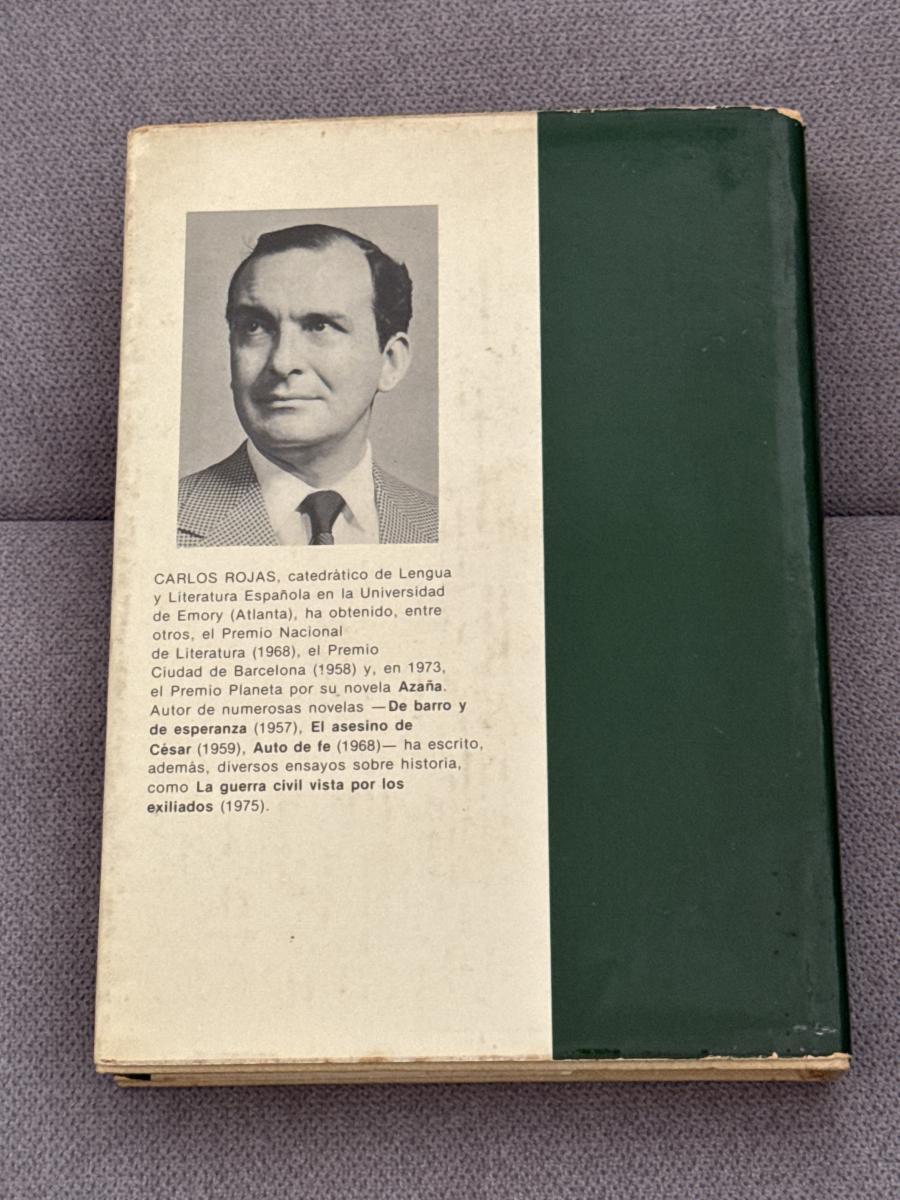 CARLOS ROJAS, catedrático de Lengua
y Literatura Española en la Universidad
de Emory (Atlanta), ha obtenido, entre
otros, el Premio Nacional
de Literatura (1968), el Premio
Ciudad de Barcelona (1958) y, en 1973,
el Premio Planeta por su novela Azaña.
Autor de numerosas novelas —De barro y
de esperanza (1957), El asesino de
César (1959), Auto de fe (1968)— ha escrito,
además, diversos ensayos sobre historia,
como La guerra civil vista por los
exiliados (1975).